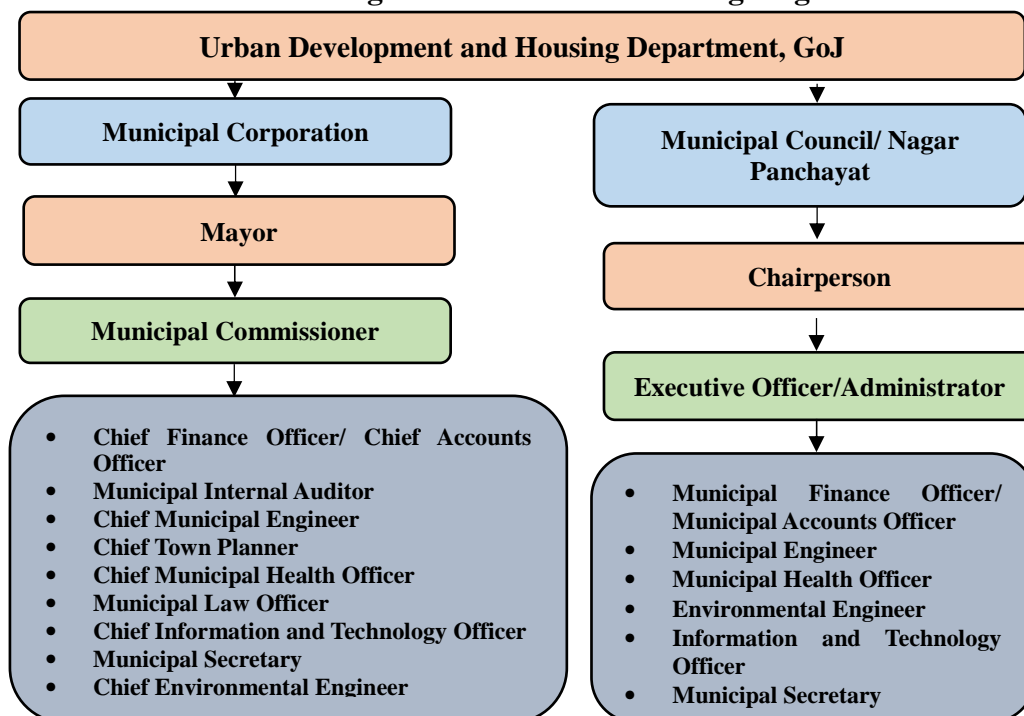 Urban Development and Housing Department, GoJ
Municipal Corporation
Mayor
Municipal Commissioner
• Chief Finance Officer/ Chief Accounts
Officer
• Municipal Internal Auditor
• Chief Municipal Engineer
• Chief Town Planner
• Chief Municipal Health Officer
• Municipal Law Officer
• Chief Information and Technology Officer
• Municipal Secretary
• Chief Environmental Engineer
Municipal Council/ Nagar
Panchayat
Chairperson
Executive Officer/Administrator
• Municipal Finance Officer/
Municipal Accounts Officer
• Municipal Engineer
• Municipal Health Officer
• Environmental Engineer
• Information and Technology
Officer
• Municipal Secretary